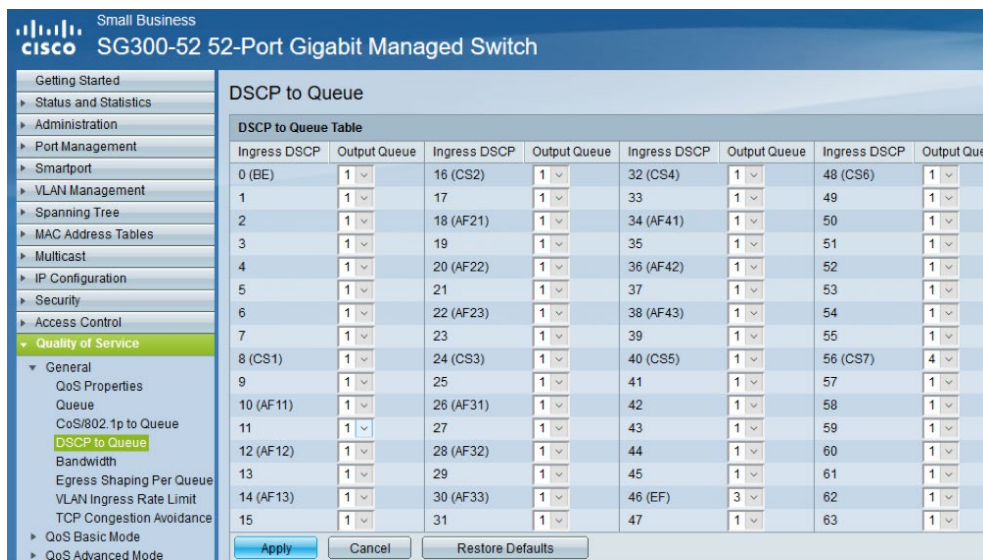 Small Business
CISCO SG300-52 52-Port Gigabit Managed Switch
Getting Started
Status and Statistics
Administration
Port Management
Smartport
VLAN Management
Spanning Tree
MAC Address Tables
Multicast
IP Configuration
Security
Access Control
Quality of Service
General
QoS Properties
Queue
CoS/802.1p to Queue
DSCP to Queue
Bandwidth
Egress Shaping Per Queue
VLAN Ingress Rate Limit
TCP Congestion Avoidance
QoS Basic Mode
QoS Advanced Mode
DSCP to Queue
DSCP to Queue Table
Ingress DSCP Output Queue Ingress DSCP Output Queue Ingress DSCP Output Queue Ingress DSCP Output Que
0 (BE) 1 16 (CS2) 1 32 (CS4) 1 48 (CS6) 1
1 1 17 1 33 1 49 1
2 1 18 (AF21) 1 34 (AF41) 1 50 1
3 1 19 1 35 1 51 1
4 1 20 (AF22) 1 36 (AF42) 1 52 1
5 1 21 1 37 1 53 1
6 1 22 (AF23) 1 38 (AF43) 1 54 1
7 1 23 1 39 1 55 1
8 (CS1) 1 24 (CS3) 1 40 (CS5) 1 56 (CS7) 4
9 1 25 1 41 1 57 1
10 (AF11) 1 26 (AF31) 1 42 1 58 1
11 1 27 1 43 1 59 1
12 (AF12) 1 28 (AF32) 1 44 1 60 1
13 1 29 1 45 1 61 1
14 (AF13) 1 30 (AF33) 1 46 (EF) 3 62 1
15 1 31 1 47 1 63 1
Apply Cancel Restore Defaults